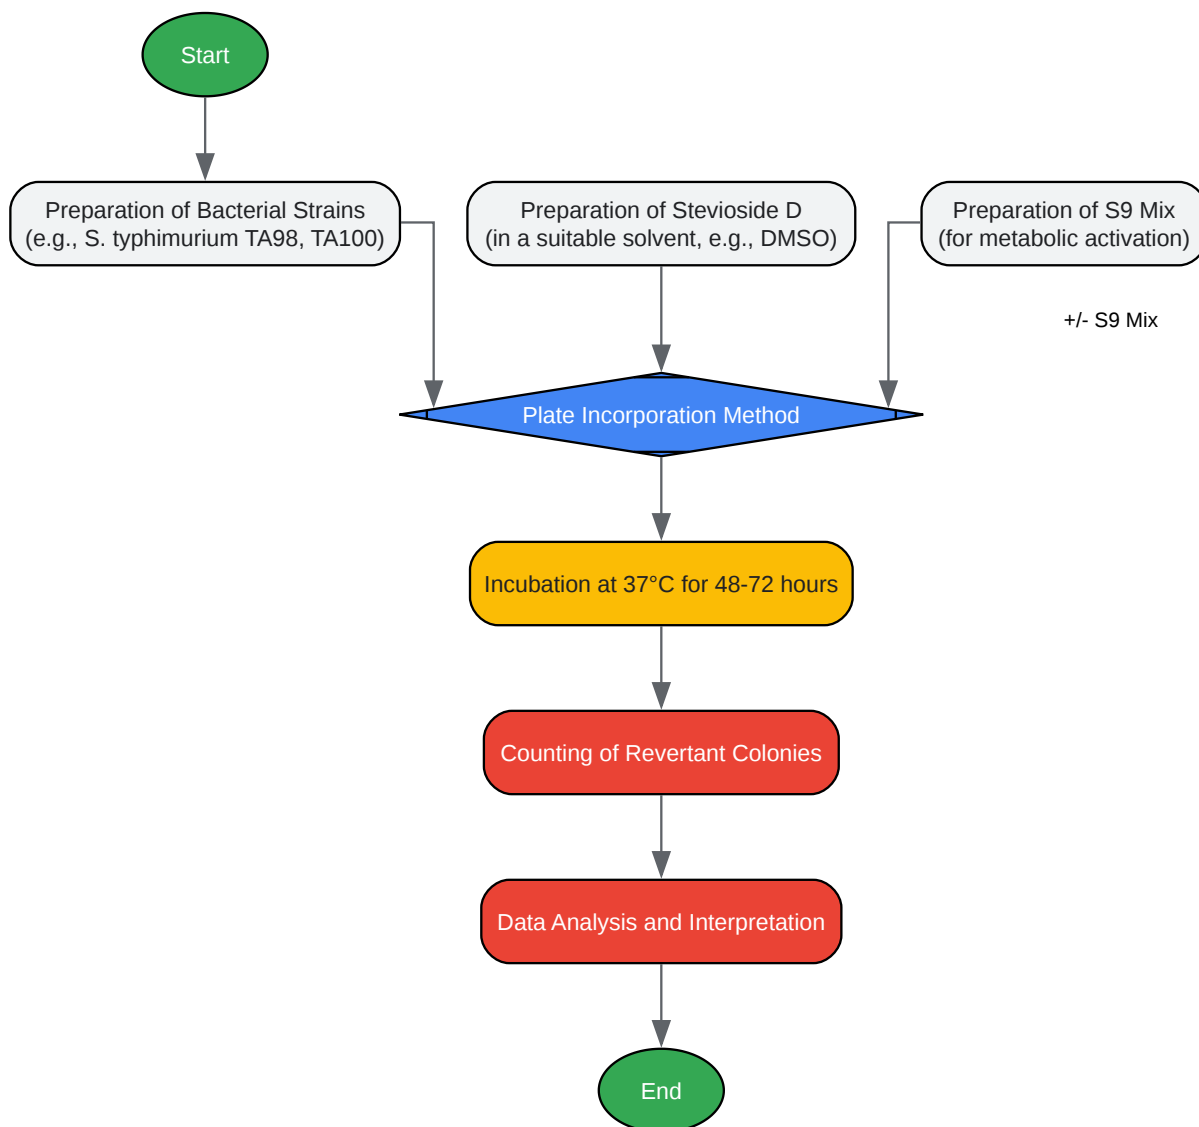 Start
Preparation of Bacterial Strains
(e.g., S. typhimurium TA98, TA100)
Preparation of Stevioside D
(in a suitable solvent, e.g., DMSO)
Preparation of S9 Mix
(for metabolic activation)
+/- S9 Mix
Plate Incorporation Method
Incubation at 37°C for 48-72 hours
Counting of Revertant Colonies
Data Analysis and Interpretation
End